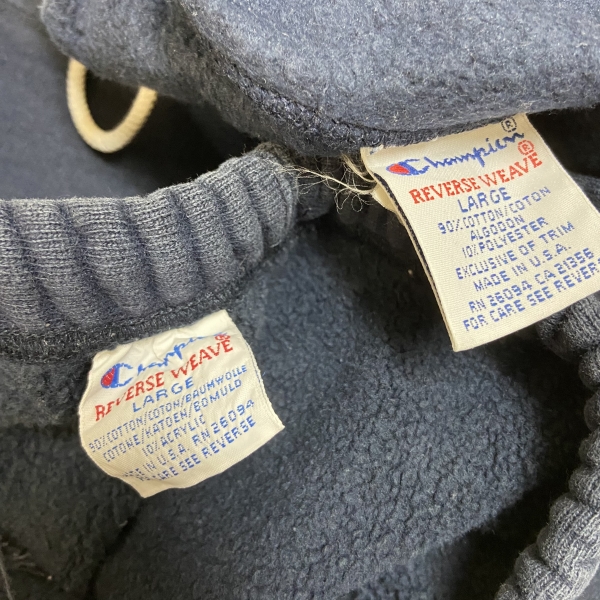 Champion®
REVERSE WEAVE®
LARGE
90% COTTON/COTON
ALGODON
10% POLYESTER
EXCLUSIVE OF TRIM
MADE IN U.S.A.
RN 26094 CA 21356
FOR CARE SEE REVERSE
Champion
REVERSE WEAVE
LARGE
90% COTTON/COTON/BAUMWOLLE
COTONE/KATOEN/BOMULD
10% ACRYLIC
IN U.S.A. RN 26094
CARE SEE REVERSE